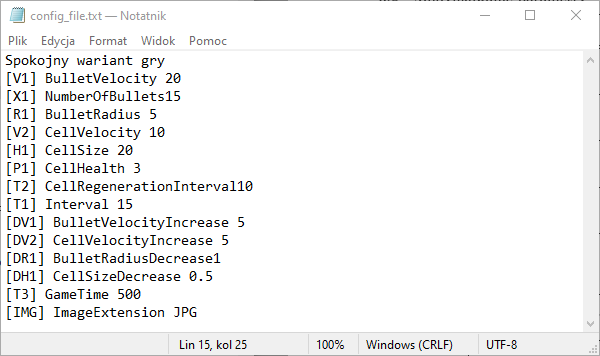 config_file.txt — Notatnik
Plik Edycja Format Widok Pomoc
Spokojny wariant gry
[V1] BulletVelocity 20
[X1] NumberOfBullets15
[R1] BulletRadius 5
[V2] CellVelocity 10
[H1] CellSize 20
[P1] CellHealth 3
[T2] CellRegenerationInterval10
[T1] Interval 15
[DV1] BulletVelocityIncrease 5
[DV2] CellVelocityIncrease 5
[DR1] BulletRadiusDecrease1
[DH1] CellSizeDecrease 0.5
[T3] GameTime 500
[IMG] ImageExtension JPG
Lin 15, kol 25 100% Windows (CRLF) UTF-8